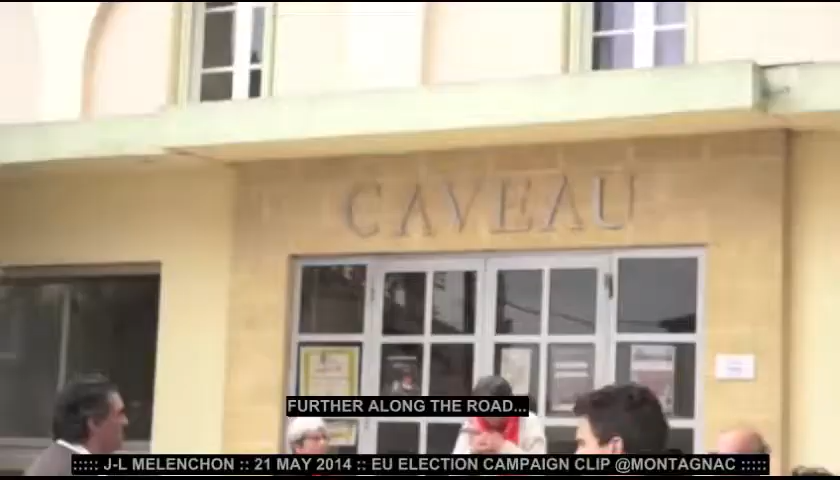 CAVEAU
FURTHER ALONG THE ROAD...
::::: J-L MELENCHON :: 21 MAY 2014 :: EU ELECTION CAMPAIGN CLIP @MONTAGNAC :::::